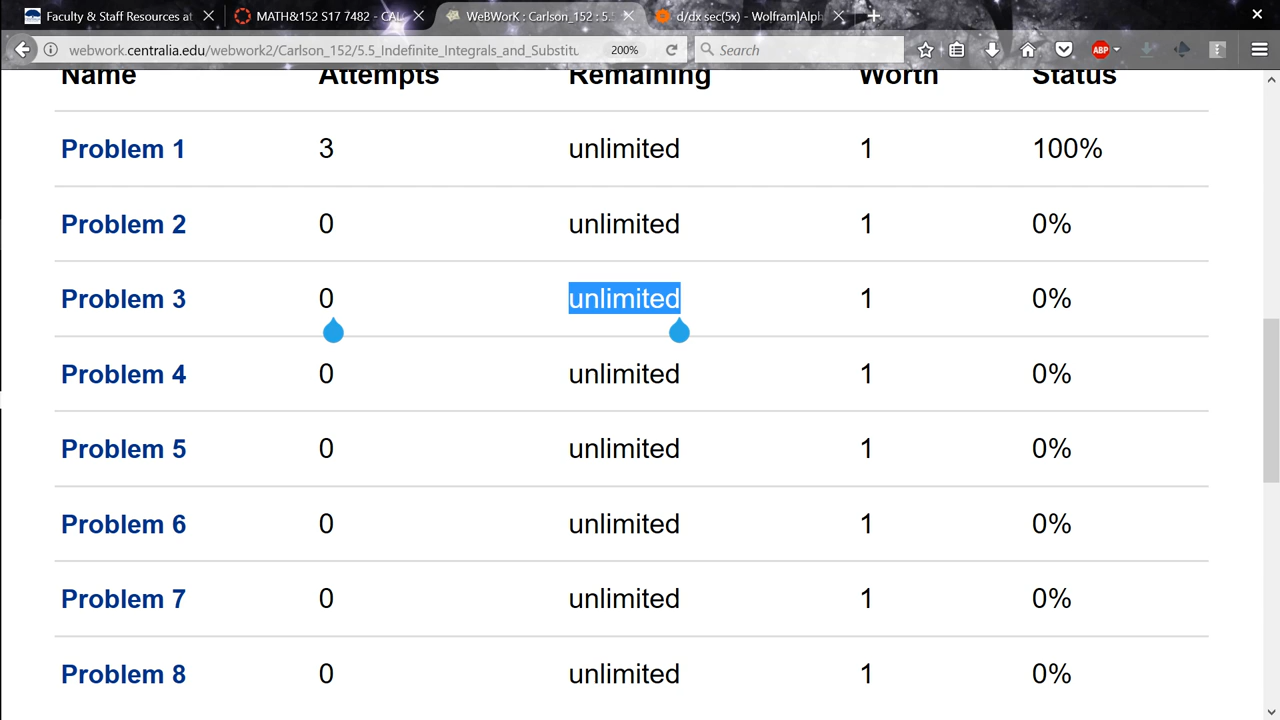 Faculty & Staff Resources at
MATH&152 S17 7482 - CAL
WeBWorK : Carlson_152 : 5.
d/dx sec(5x) - Wolfram|Alph
webwork.centralia.edu/webwork2/Carlson_152/5.5_Indefinite_Integrals_and_Substitu
200%
Search
ABP
Name Attempts Remaining Worth Status
Problem 1 3 unlimited 1 100%
Problem 2 0 unlimited 1 0%
Problem 3 0 unlimited 1 0%
Problem 4 0 unlimited 1 0%
Problem 5 0 unlimited 1 0%
Problem 6 0 unlimited 1 0%
Problem 7 0 unlimited 1 0%
Problem 8 0 unlimited 1 0%